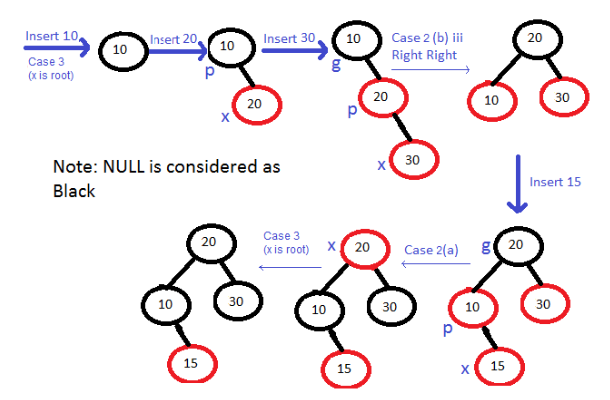 Insert 10
Case 3
(x is root)
10
Insert 20
10
p
20
x
Insert 30
10
g
20
p
30
x
Case 2 (b) iii
Right Right
20
10
30
Note: NULL is considered as
Black
Insert 15
g
20
10
30
p
x
15
Case 2(a)
x
20
10
30
15
Case 3
(x is root)
20
10
30
15